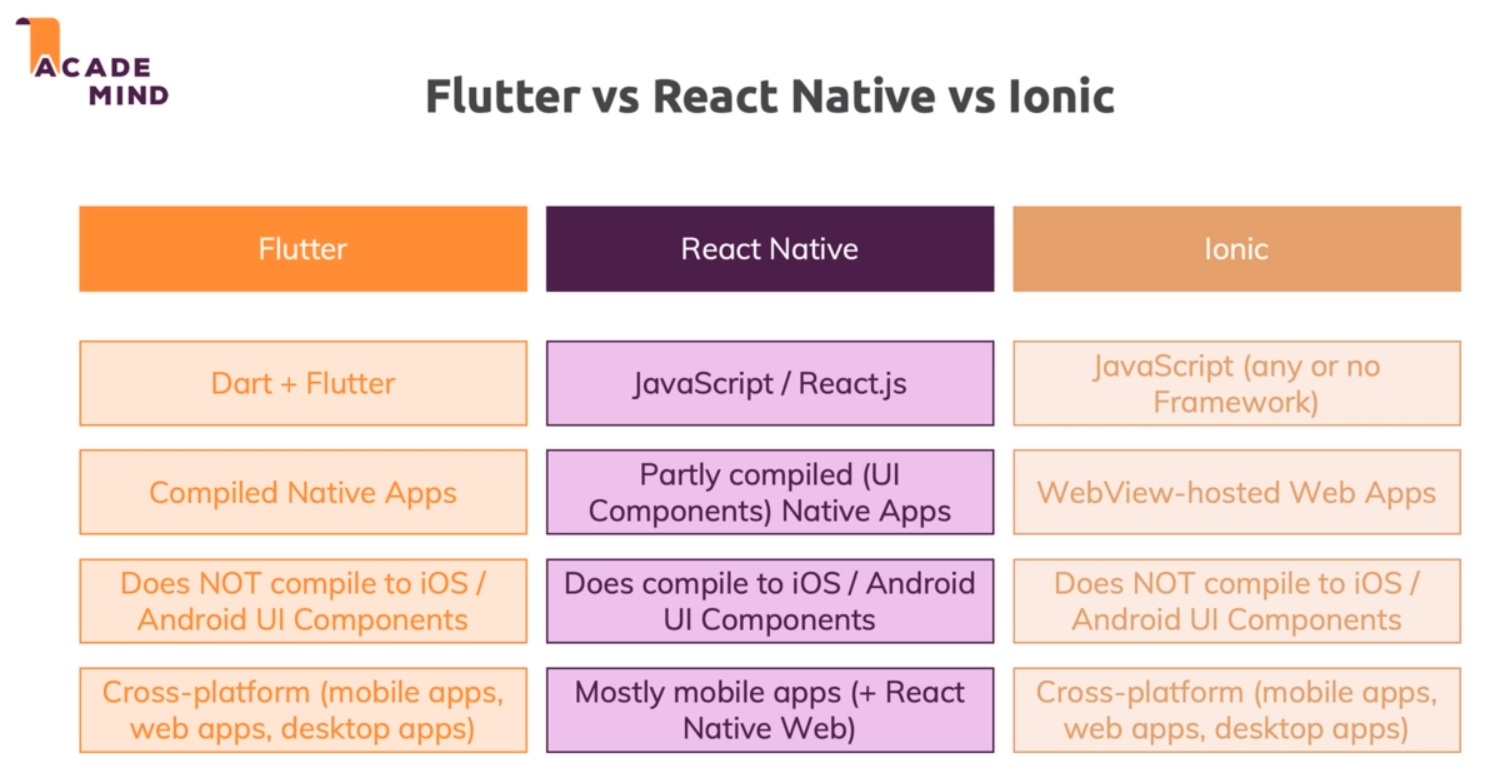 ACADE
MIND
Flutter vs React Native vs Ionic
Flutter
React Native
Ionic
Dart + Flutter
JavaScript / React.js
JavaScript (any or no
Framework)
Compiled Native Apps
Partly compiled (UI
Components) Native Apps
WebView-hosted Web Apps
Does NOT compile to iOS /
Android UI Components
Does compile to iOS / Android
UI Components
Does NOT compile to iOS /
Android UI Components
Cross-platform (mobile apps,
web apps, desktop apps)
Mostly mobile apps (+ React
Native Web)
Cross-platform (mobile apps,
web apps, desktop apps)